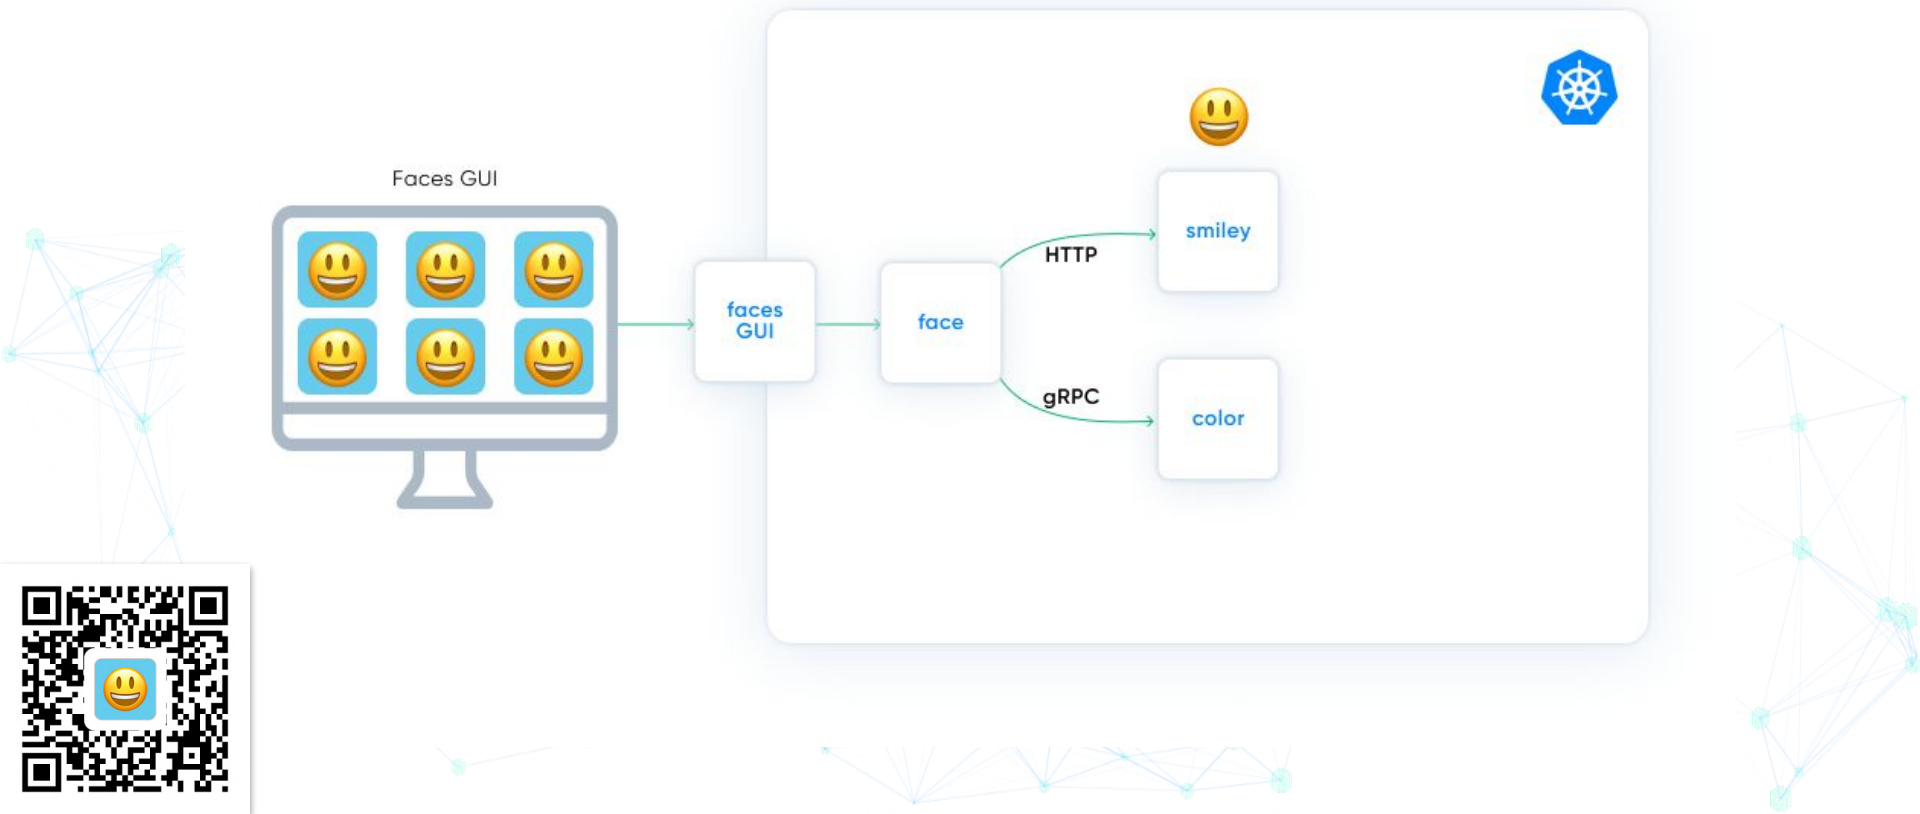 Faces GUI
faces
GUI
face
HTTP
gRPC
smiley
color